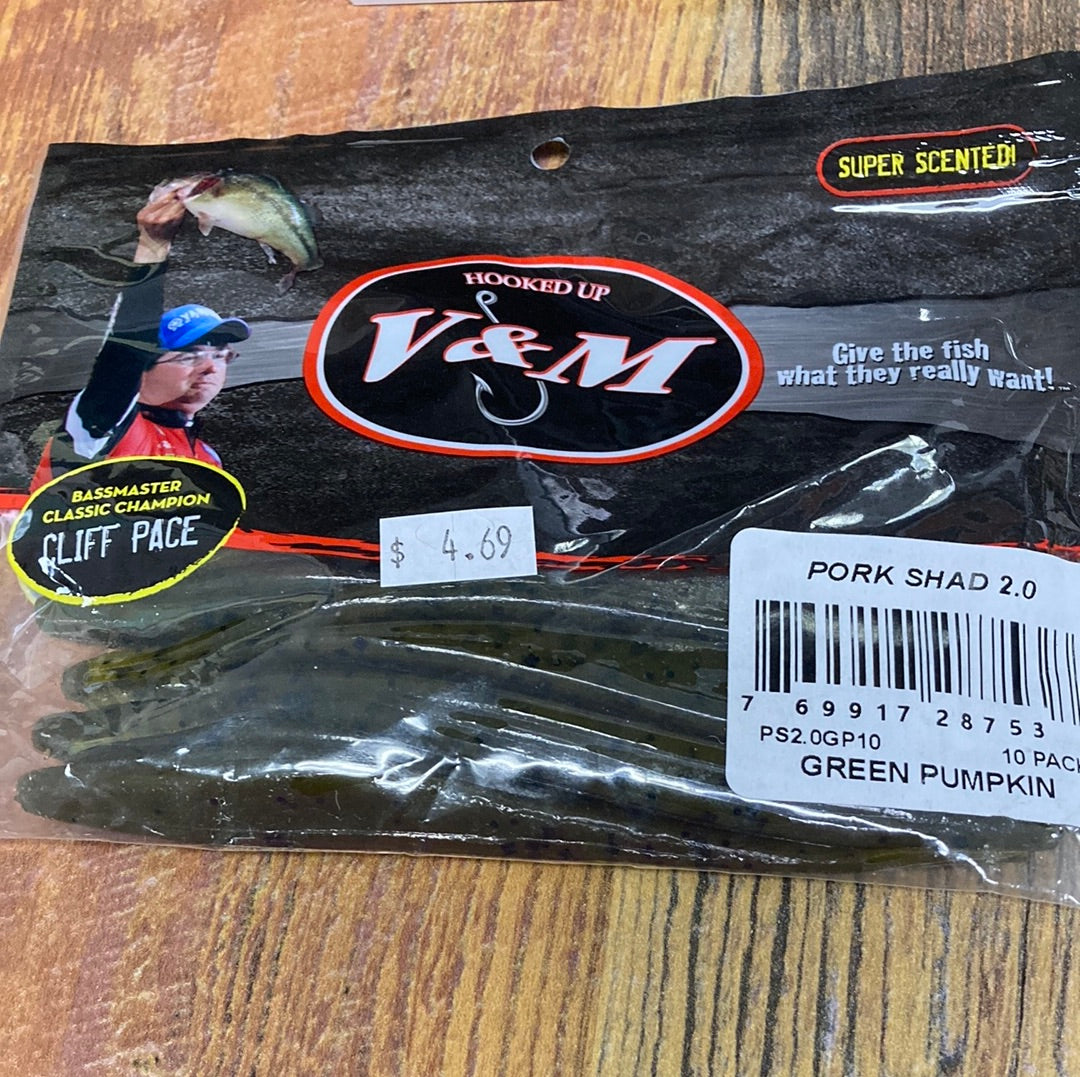 SUPER SCENTED!
HOOKED UP
V&M
Give the fish
what they really want!
BASSMASTER
CLASSIC CHAMPION
CLIFF PACE
$ 4.69
PORK SHAD 2.0
7 69917 28753
PS2.0GP10
10 PACK
GREEN PUMPKIN